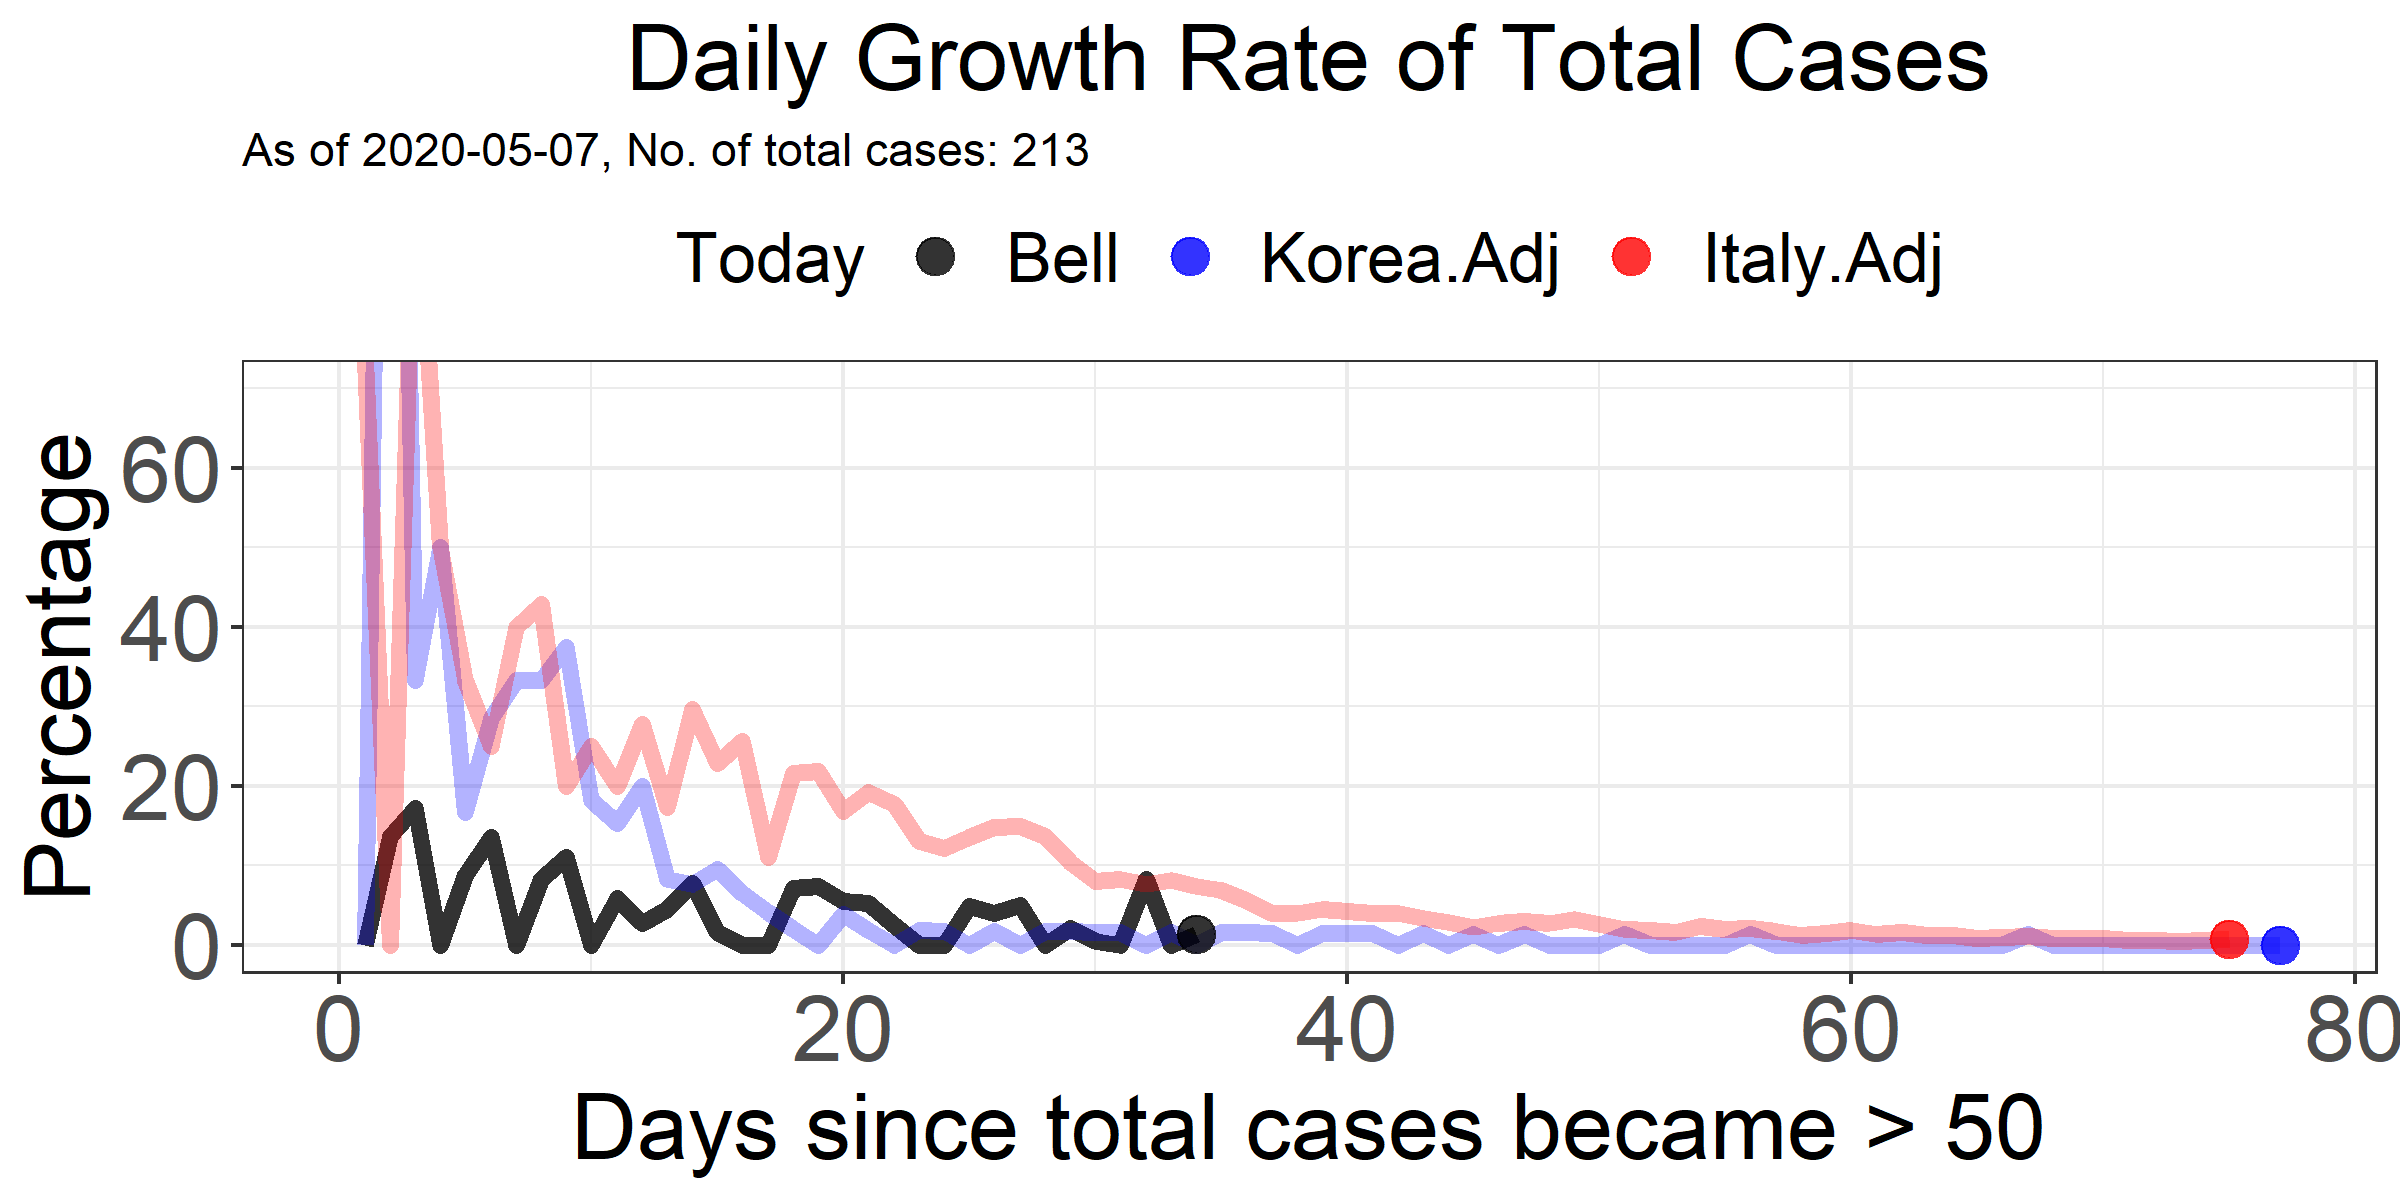 Daily Growth Rate of Total Cases
As of 2020-05-07, No. of total cases: 213
Today Bell Korea.Adj Italy.Adj
Percentage
60
40
20
0
0 20 40 60 80
Days since total cases became > 50